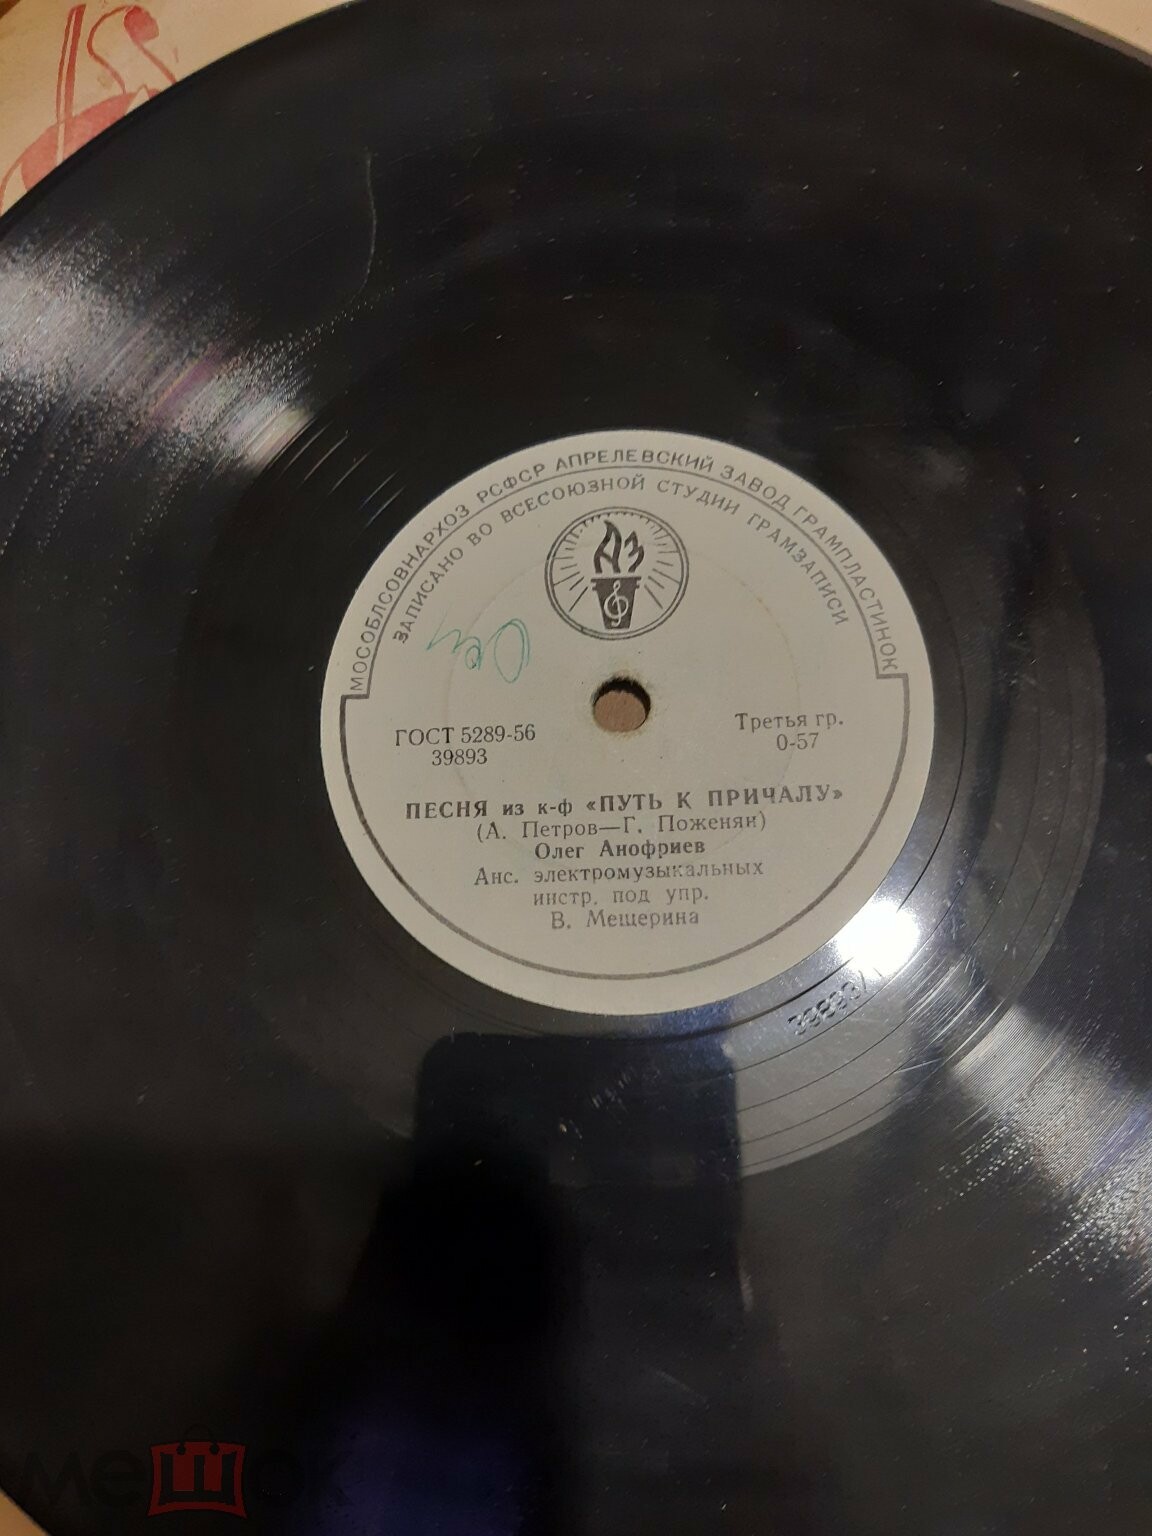 МОСОБЛСОВНАРХОЗ РСФСР АПРЕЛЕВСКИЙ ЗАВОД ГРАМПЛАСТИНОК
ЗАПИСАНО ВО ВСЕСОЮЗНОЙ СТУДИИ ГРАМЗАПИСИ
АЗ
ГОСТ 5289-56
39893
Третья гр.
0-57
ПЕСНЯ из к-ф «ПУТЬ К ПРИЧАЛУ»
(А. Петров—Г. Поженян)
Олег Анофриев
Анс. электромузыкальных
инстр. под упр.
В. Мещерина
мешок